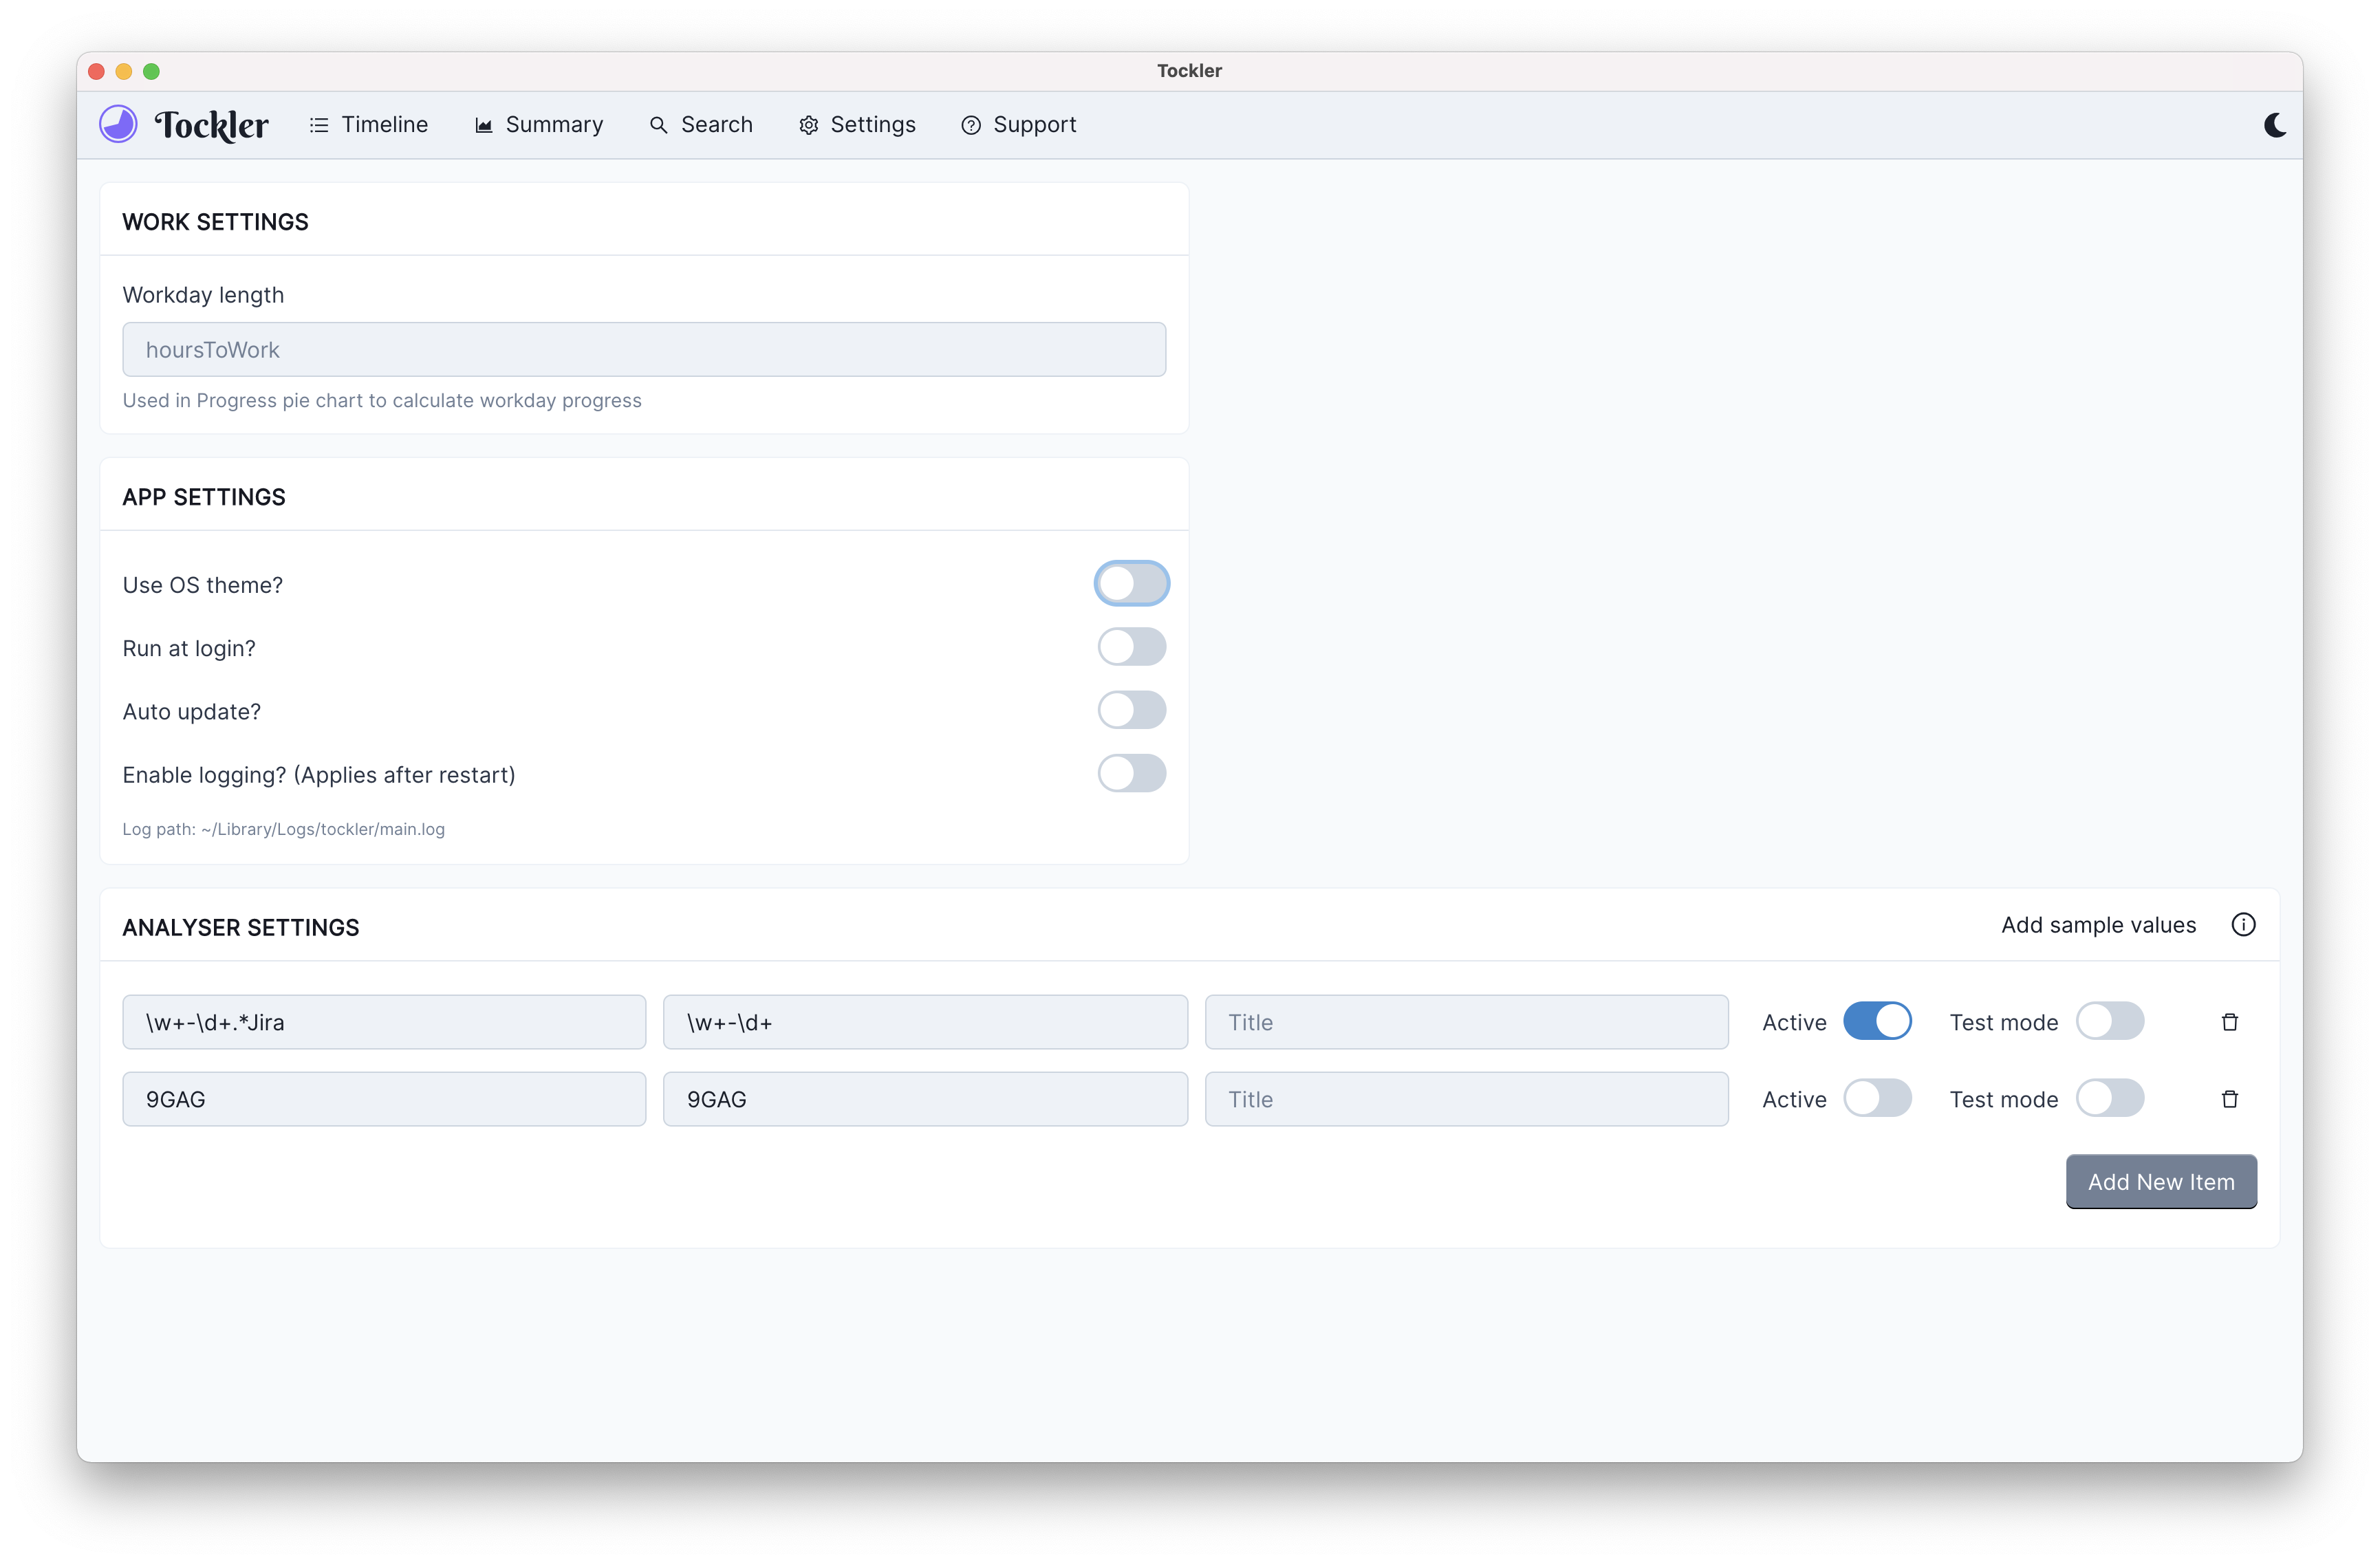 Tockler
Tockler Timeline Summary Search Settings Support
WORK SETTINGS
Workday length
hoursToWork
Used in Progress pie chart to calculate workday progress
APP SETTINGS
Use OS theme?
Run at login?
Auto update?
Enable logging? (Applies after restart)
Log path: ~/Library/Logs/tockler/main.log
ANALYSER SETTINGS Add sample values
\w+-\d+.*Jira \w+-\d+ Title Active Test mode
9GAG 9GAG Title Active Test mode
Add New Item